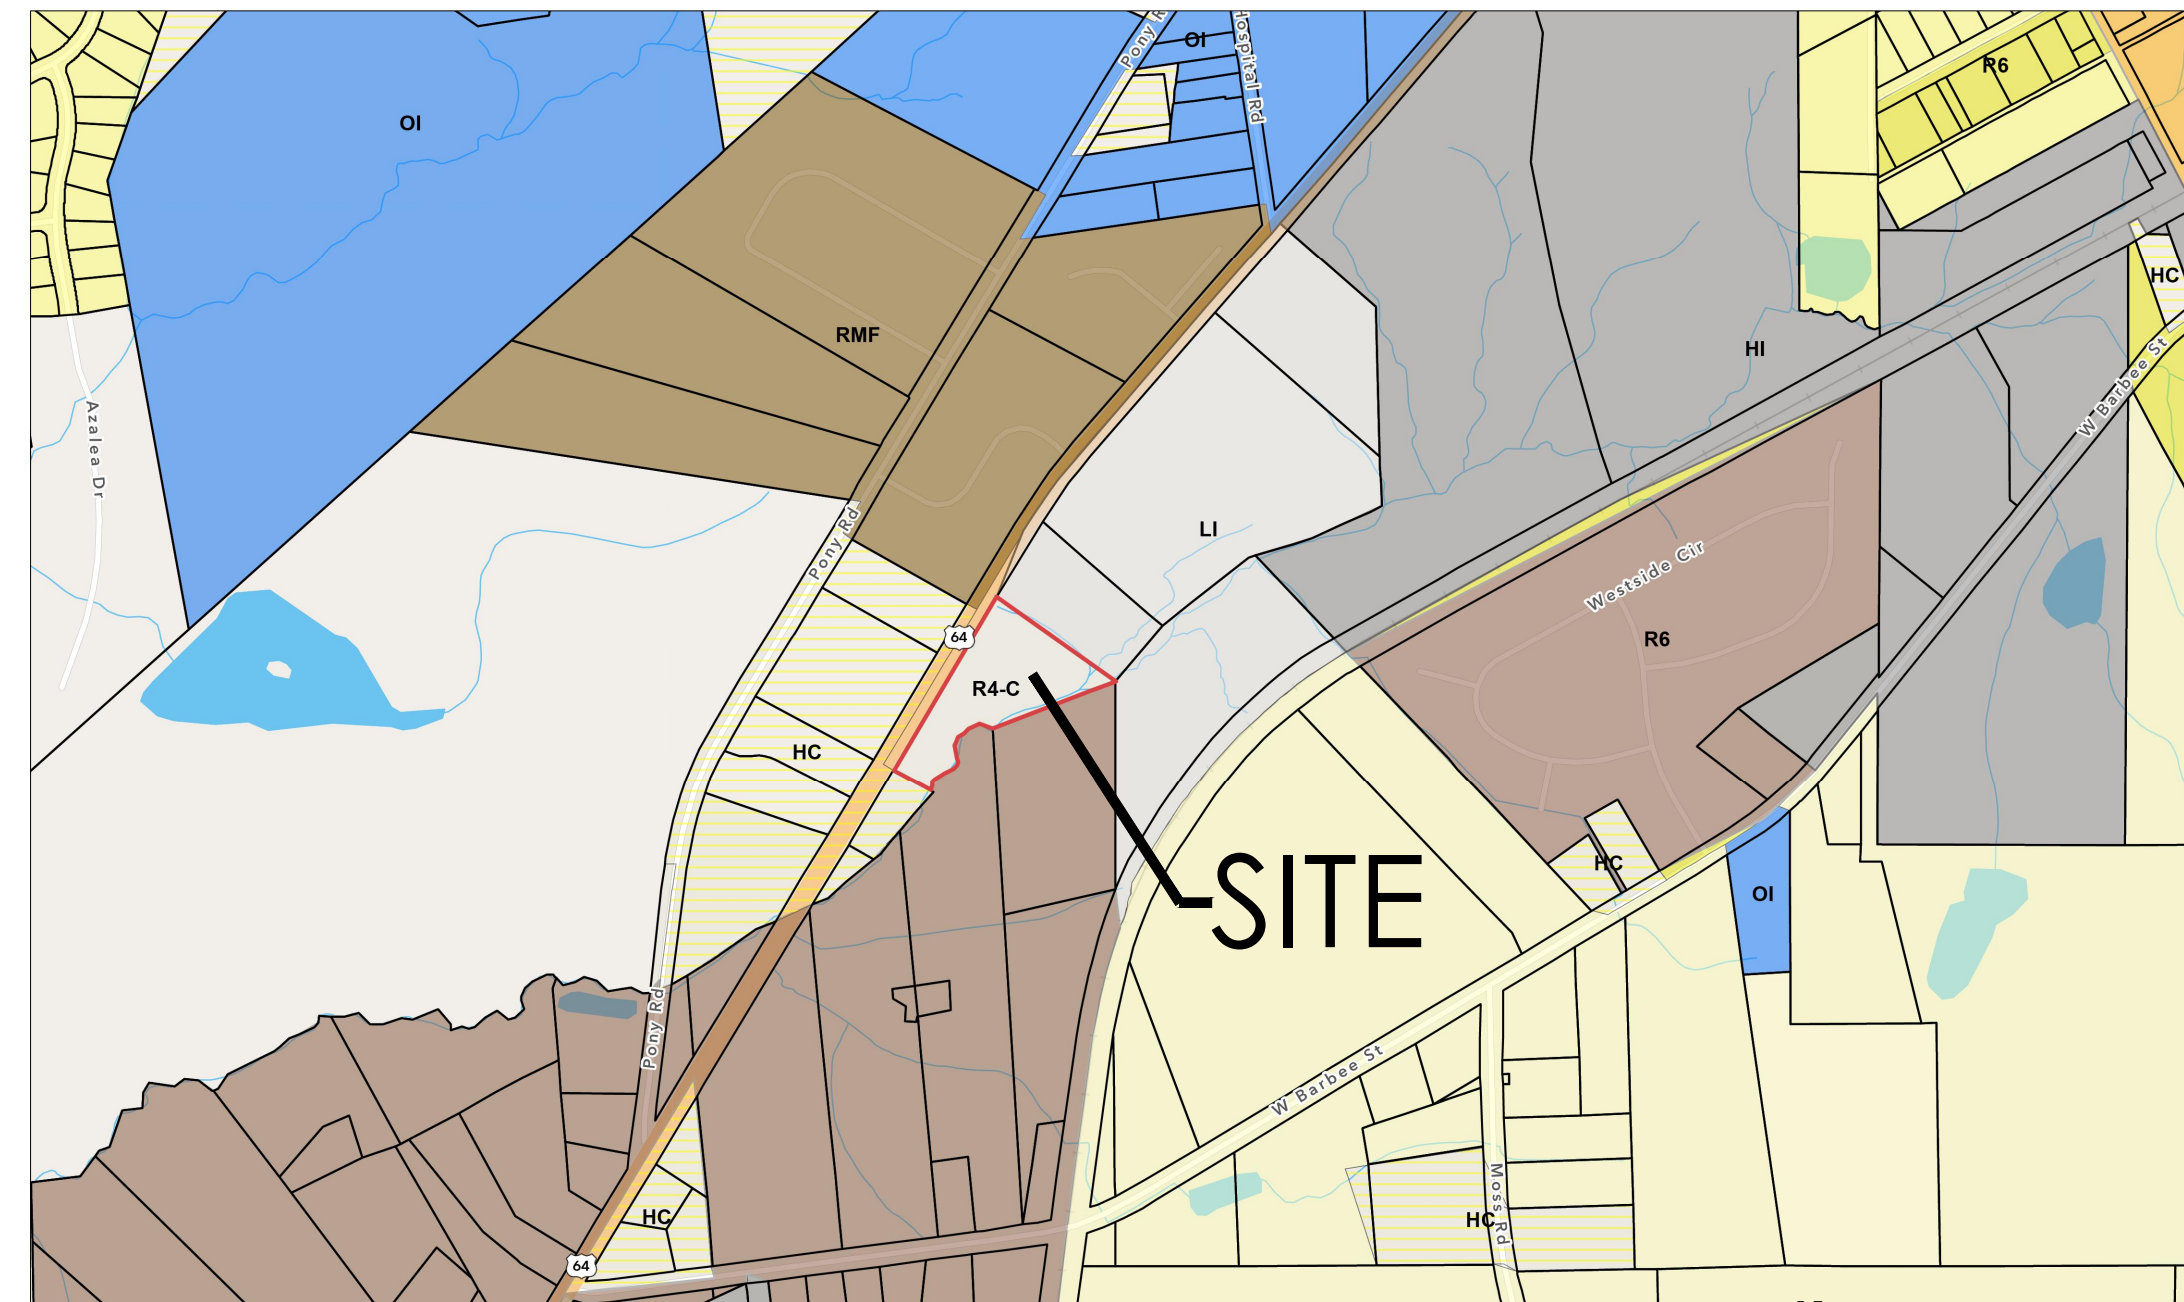 Pony R
OI
Hospital Rd
R6
OI
HC
RMF
HI
W Barbee St
Azalea Dr
Pony Rd
LI
Westside Cir
64
R6
R4-C
HC
HC
SITE
OI
Pony Rd
W Barbee St
Moss Rd
HC
HC
64